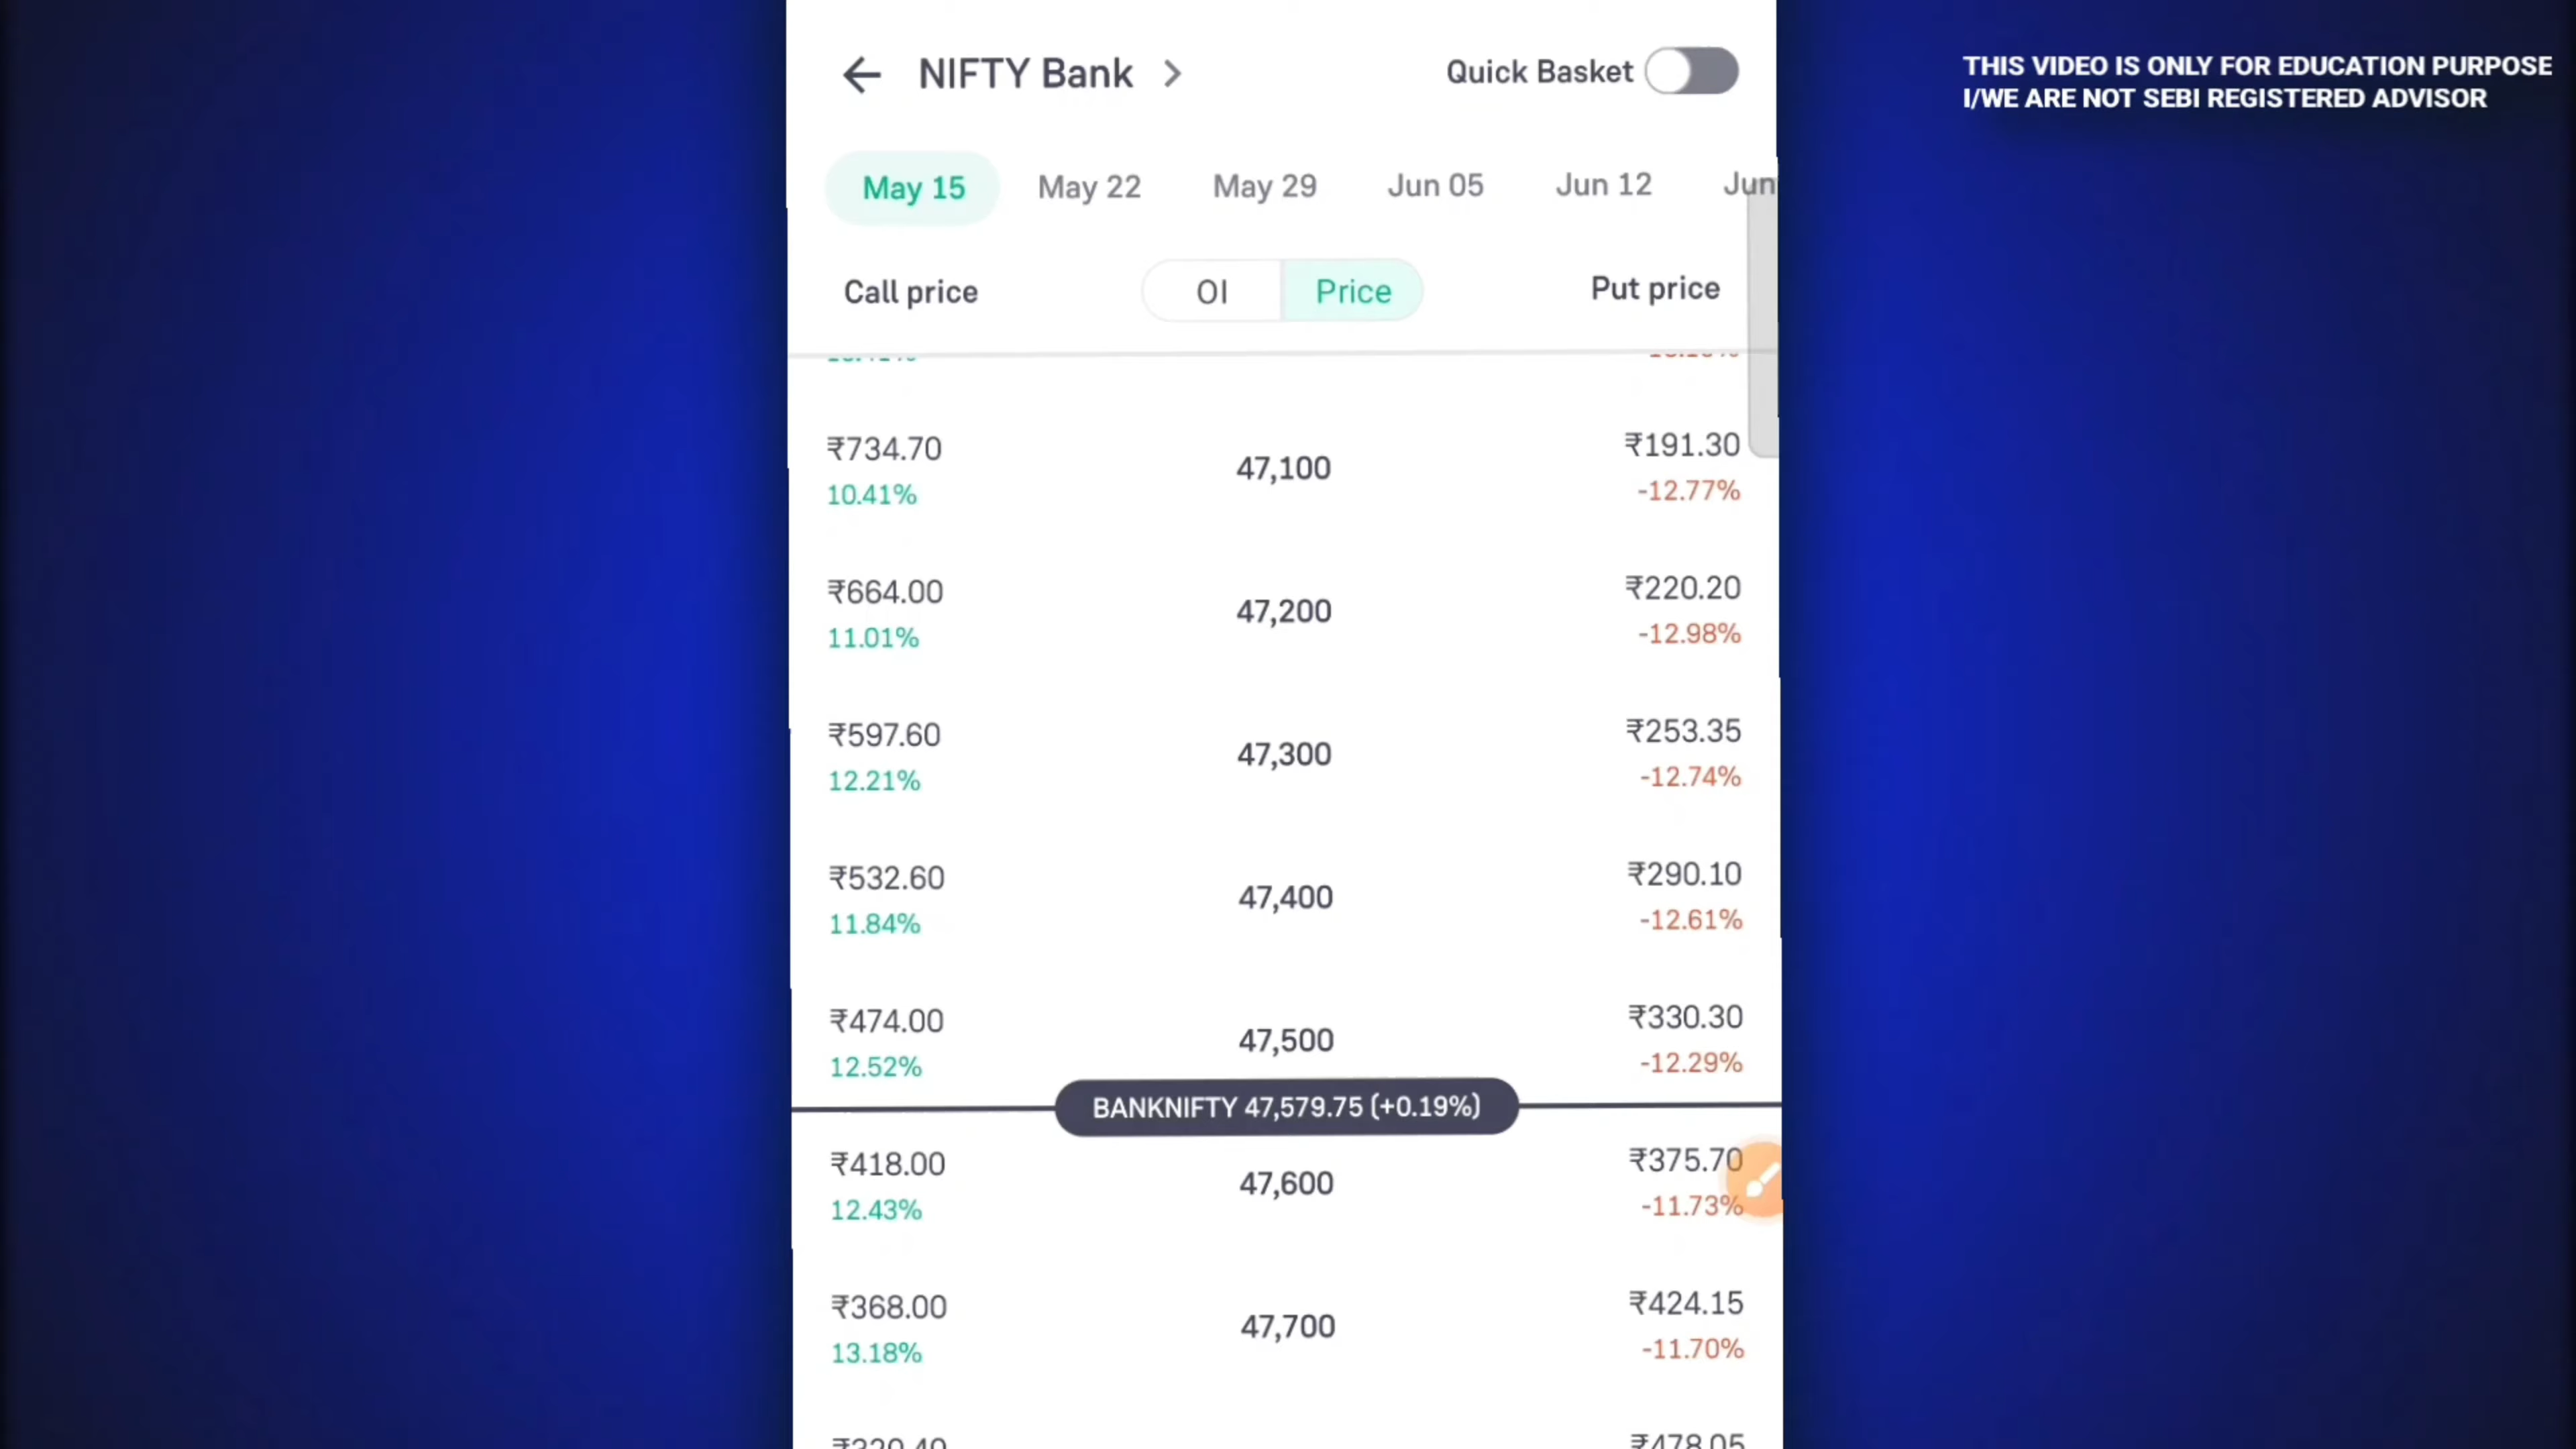 NIFTY Bank
Quick Basket
THIS VIDEO IS ONLY FOR EDUCATION PURPOSE
I/WE ARE NOT SEBI REGISTERED ADVISOR
May 15 May 22 May 29 Jun 05 Jun 12 Jun
Call price OI Price Put price
₹734.70 47,100 ₹191.30
10.41% -12.77%
₹664.00 47,200 ₹220.20
11.01% -12.98%
₹597.60 47,300 ₹253.35
12.21% -12.74%
₹532.60 47,400 ₹290.10
11.84% -12.61%
₹474.00 47,500 ₹330.30
12.52% -12.29%
BANKNIFTY 47,579.75 (+0.19%)
₹418.00 47,600 ₹375.70
12.43% -11.73%
₹368.00 47,700 ₹424.15
13.18% -11.70%
₹478.05